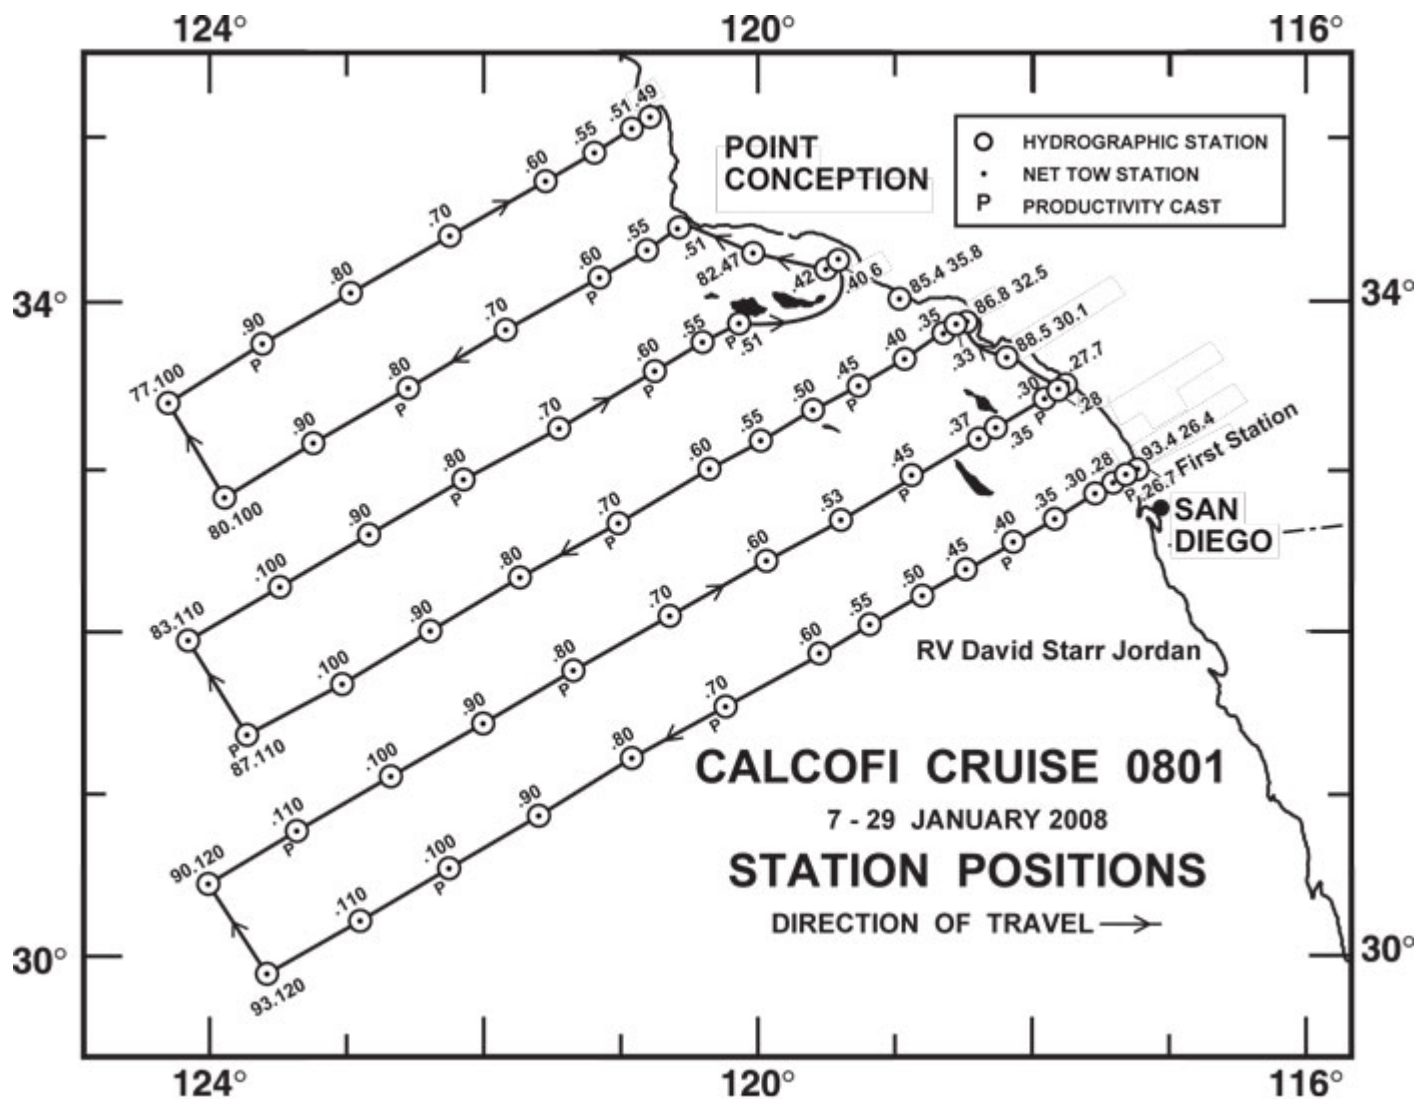 124° 120° 116°
.51 .49
.55
.60
.70
.80
.90
P
77.100
POINT
CONCEPTION
HYDROGRAPHIC STATION
NET TOW STATION
P PRODUCTIVITY CAST
34° 34°
.51
.55
.60
P
.70
.80
P
.90
80.100
82.47
.42
.40.6
85.4 35.8
86.8 32.5
88.5 30.1
.27.7
.28
93.4 26.4
First Station
.26.7
P
SAN
DIEGO
.51
P
.55
.60
P
.70
.80
P
.90
.100
83.110
.33
.35
.40
.45
P
.50
.55
.60
.70
P
.80
.90
.100
P
87.110
.30
P
.35
.37
.45
P
.53
.60
.70
.80
P
.90
.100
.110
P
90.120
.28
.30
.35
.40
P
.45
.50
.55
.60
.70
P
.80
.90
.100
P
.110
93.120
RV David Starr Jordan
CALCOFI CRUISE 0801
7 - 29 JANUARY 2008
STATION POSITIONS
DIRECTION OF TRAVEL
30° 30°
124° 120° 116°